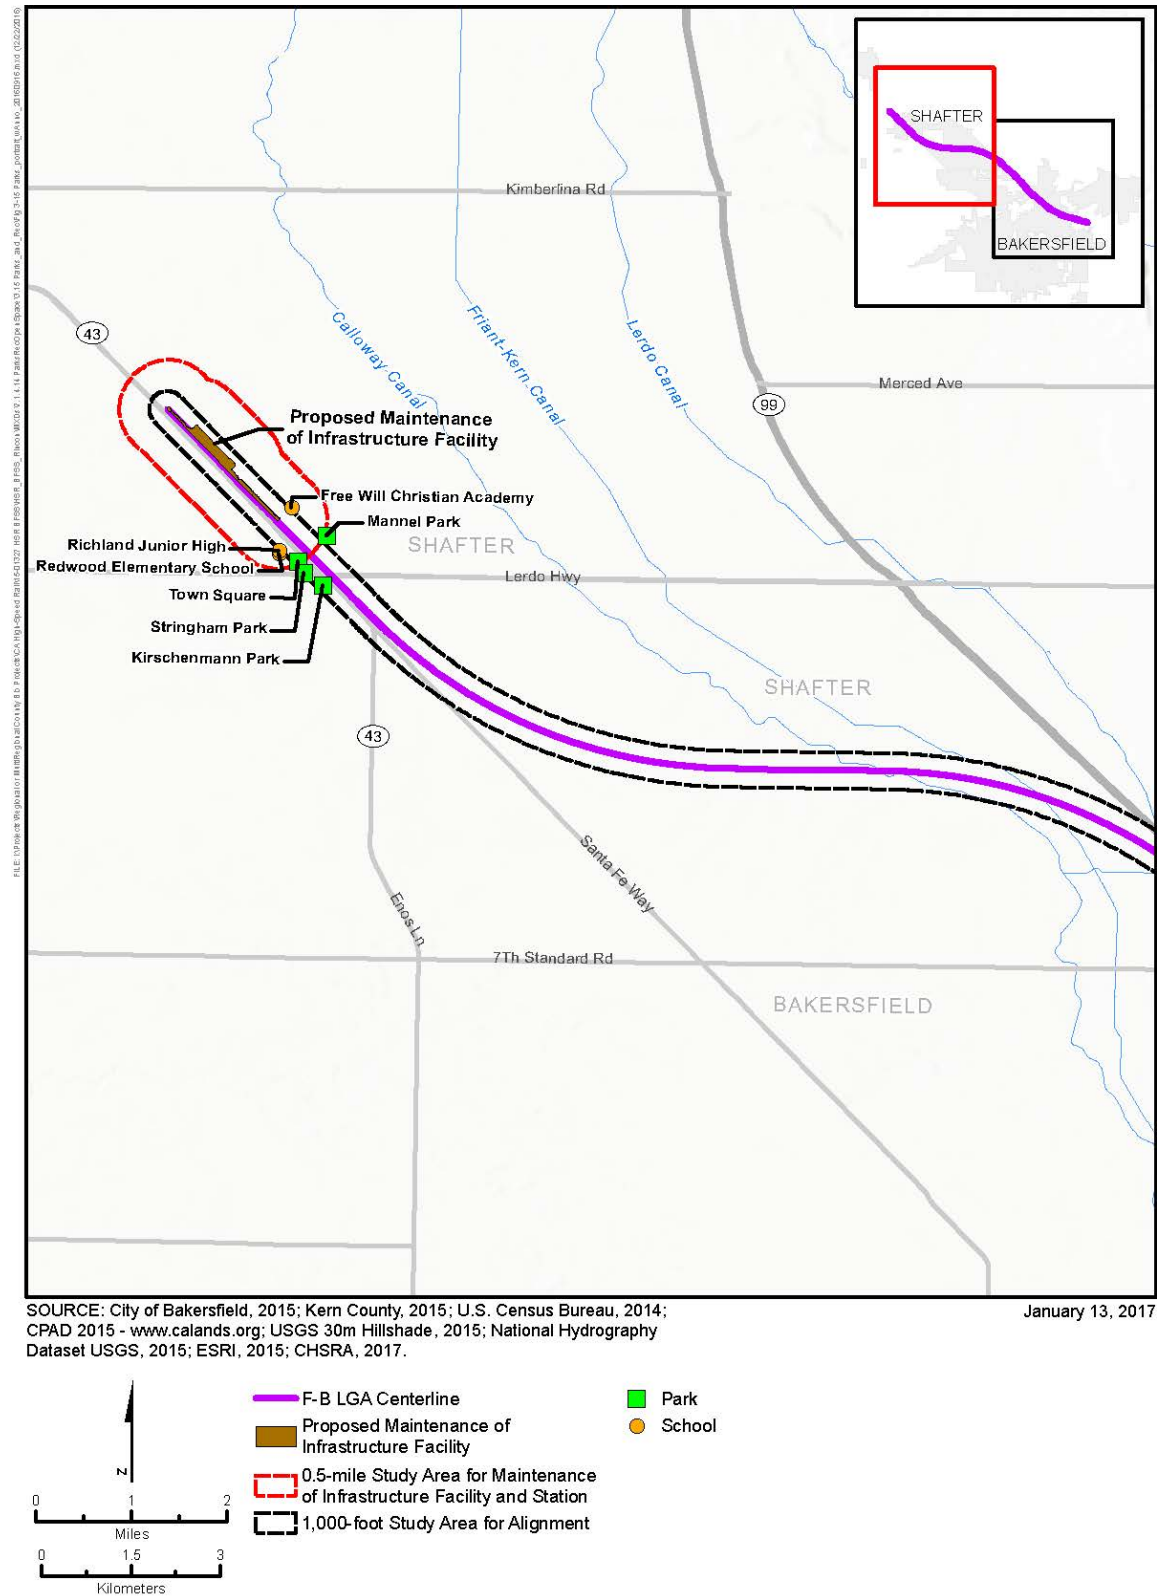 SHAFTER
BAKERSFIELD
Kimberlina Rd
43
Calloway Canal
Friant-Kern Canal
Lerdo Canal
Merced Ave
99
Proposed Maintenance
of Infrastructure Facility
Free Will Christian Academy
Mannel Park
SHAFTER
Richland Junior High
Redwood Elementary School
Lerdo Hwy
Town Square
Stringham Park
Kirschenmann Park
SHAFTER
43
Santa Fe Way
Enos Ln
7Th Standard Rd
BAKERSFIELD
SOURCE: City of Bakersfield, 2015; Kern County, 2015; U.S. Census Bureau, 2014;
CPAD 2015 - www.calands.org; USGS 30m Hillshade, 2015; National Hydrography
Dataset USGS, 2015; ESRI, 2015; CHSRA, 2017.
January 13, 2017
N
0 1 2
Miles
0 1.5 3
Kilometers
F-B LGA Centerline
Proposed Maintenance of
Infrastructure Facility
0.5-mile Study Area for Maintenance
of Infrastructure Facility and Station
1,000-foot Study Area for Alignment
Park
School